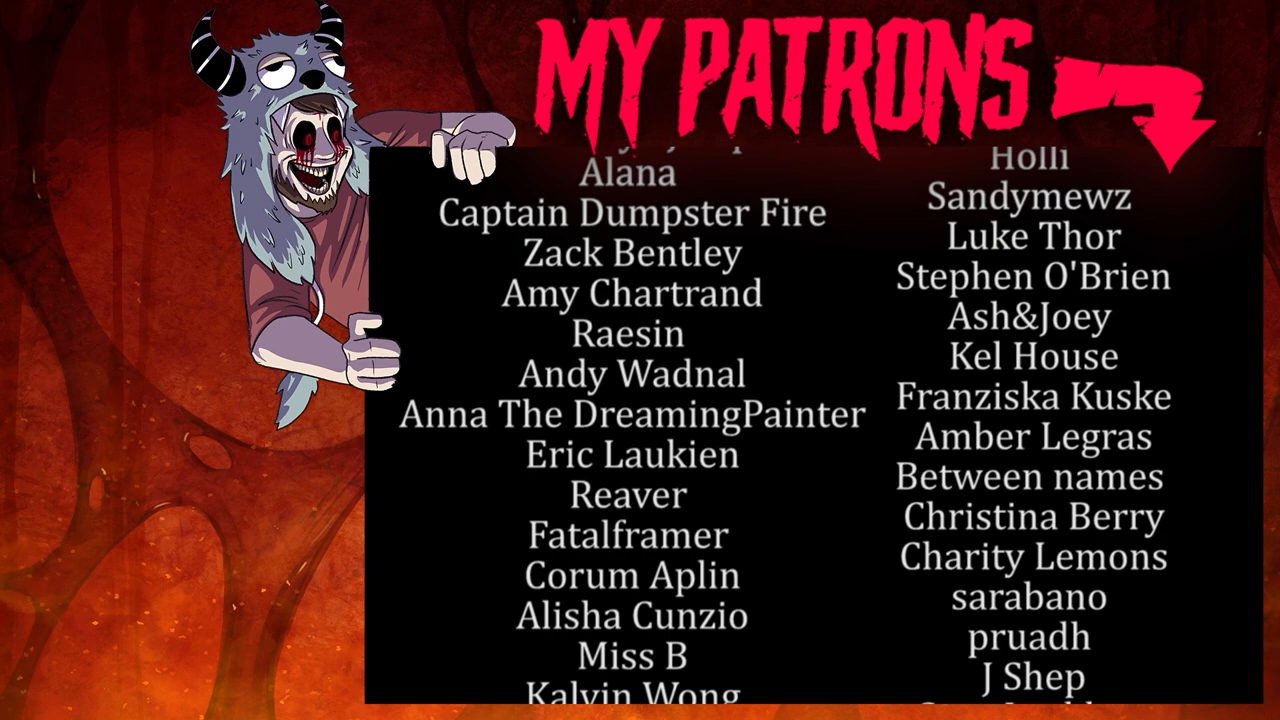 MY PATRONS
Alana
Captain Dumpster Fire
Zack Bentley
Amy Chartrand
Raesin
Andy Wadnal
Anna The DreamingPainter
Eric Laukien
Reaver
Fatalframer
Corum Aplin
Alisha Cunzio
Miss B
Kalvin Wong
Holli
Sandymewz
Luke Thor
Stephen O'Brien
Ash&Joey
Kel House
Franziska Kuske
Amber Legras
Between names
Christina Berry
Charity Lemons
sarabano
pruadh
J Shep